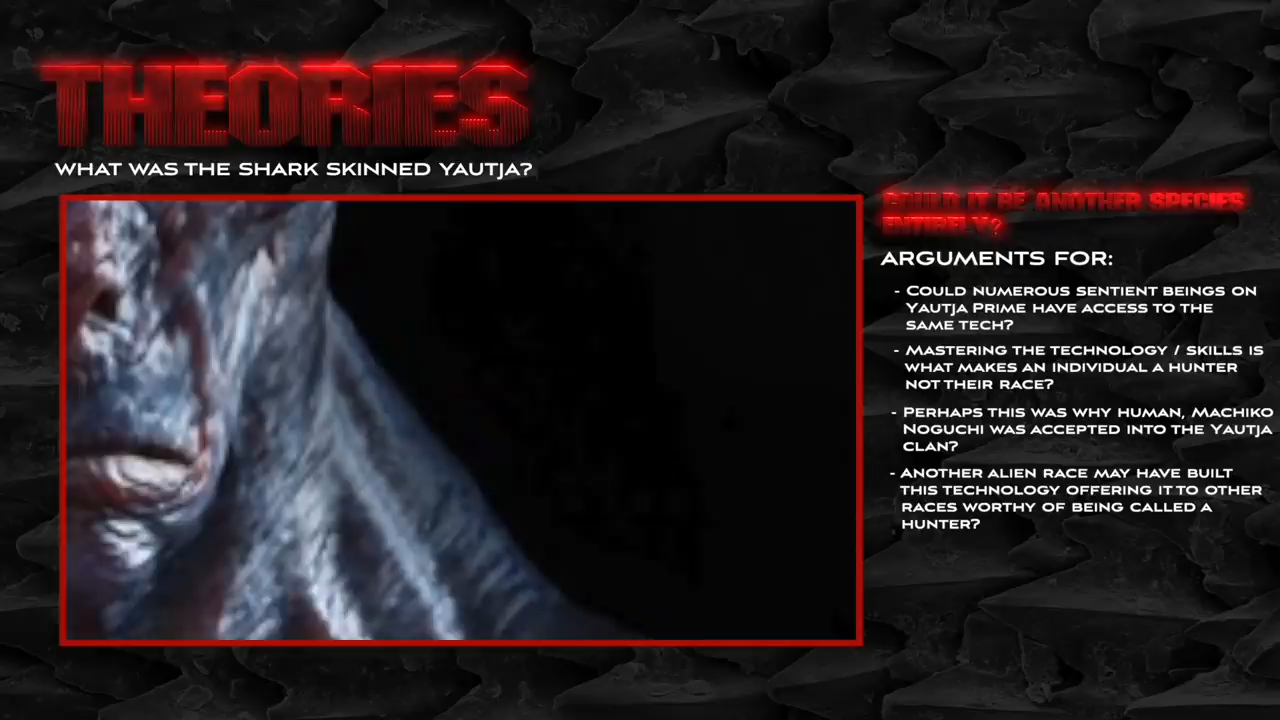 THEORIES
WHAT WAS THE SHARK SKINNED YAUTJA?
COULD IT BE ANOTHER SPECIES
ENTIRELY?
ARGUMENTS FOR:
- COULD NUMEROUS SENTIENT BEINGS ON
YAUTJA PRIME HAVE ACCESS TO THE
SAME TECH?
- MASTERING THE TECHNOLOGY / SKILLS IS
WHAT MAKES AN INDIVIDUAL A HUNTER
NOT THEIR RACE?
- PERHAPS THIS WAS WHY HUMAN, MACHIKO
NOGUCHI WAS ACCEPTED INTO THE YAUTJA
CLAN?
- ANOTHER ALIEN RACE MAY HAVE BUILT
THIS TECHNOLOGY OFFERING IT TO OTHER
RACES WORTHY OF BEING CALLED A
HUNTER?